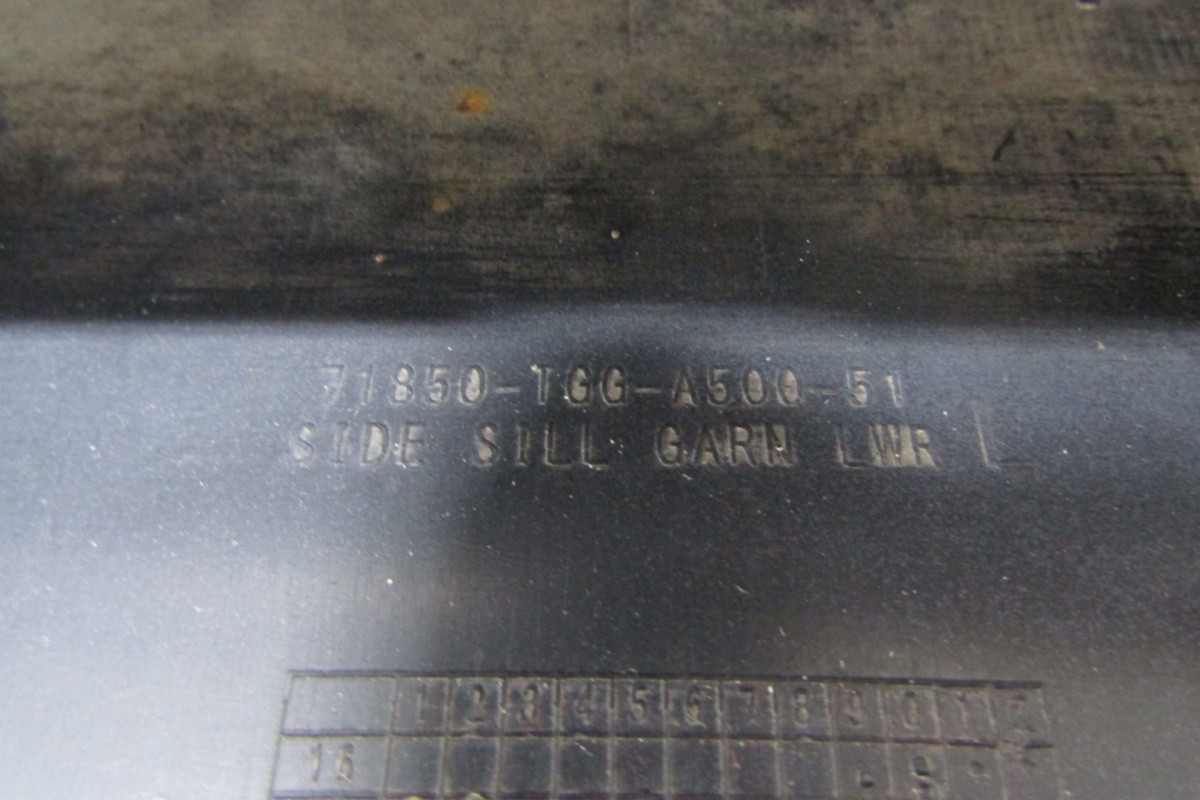 71850-TGG-A500-51
SIDE SILL GARN LWR L
1 2 3 4 5 6 7 8 9 0 1 2
16